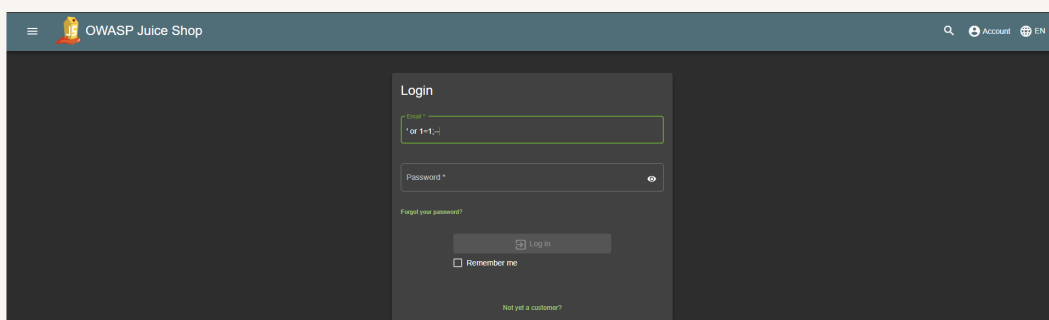 OWASP Juice Shop
Account EN
Login
Email *
' or 1=1;--
Password *
Forgot your password?
Log in
Remember me
Not yet a customer?